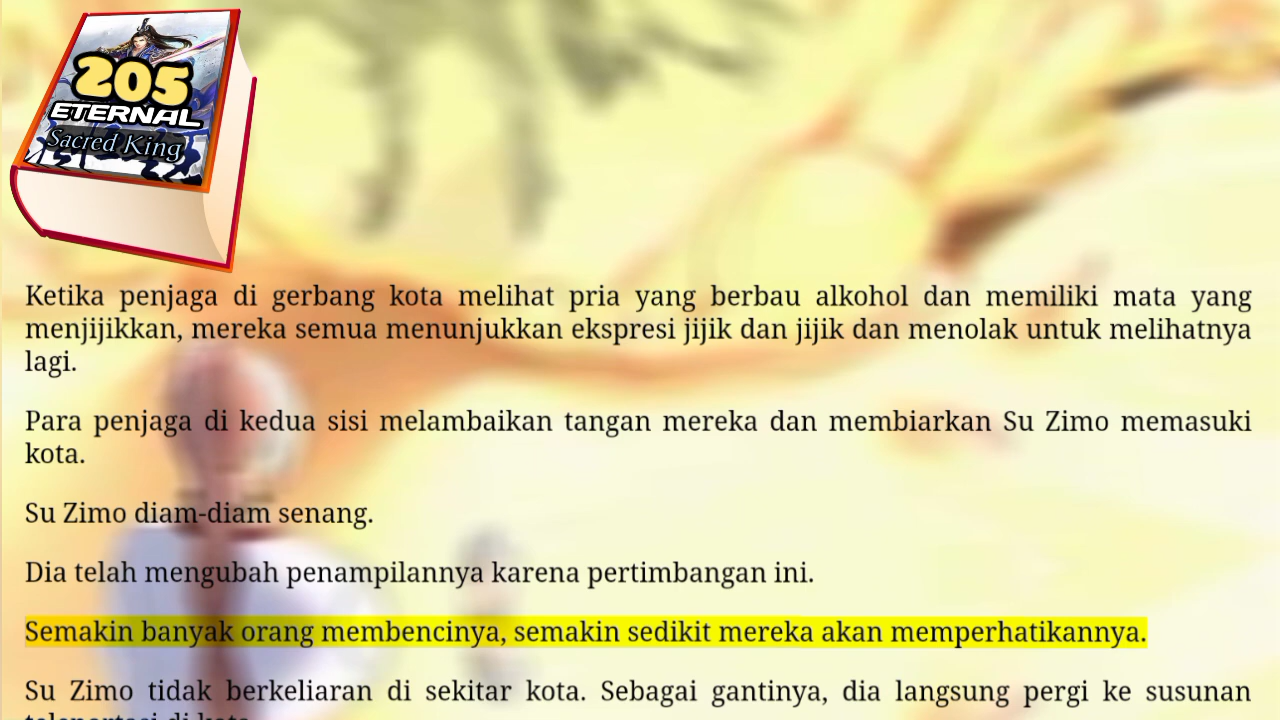 205
ETERNAL
Sacred King
Ketika penjaga di gerbang kota melihat pria yang berbau alkohol dan memiliki mata yang
menjijikkan, mereka semua menunjukkan ekspresi jijik dan jijik dan menolak untuk melihatnya
lagi.
Para penjaga di kedua sisi melambaikan tangan mereka dan membiarkan Su Zimo memasuki
kota.
Su Zimo diam-diam senang.
Dia telah mengubah penampilannya karena pertimbangan ini.
Semakin banyak orang membencinya, semakin sedikit mereka akan memperhatikannya.
Su Zimo tidak berkeliaran di sekitar kota. Sebagai gantinya, dia langsung pergi ke susunan
teleportasi di kota.